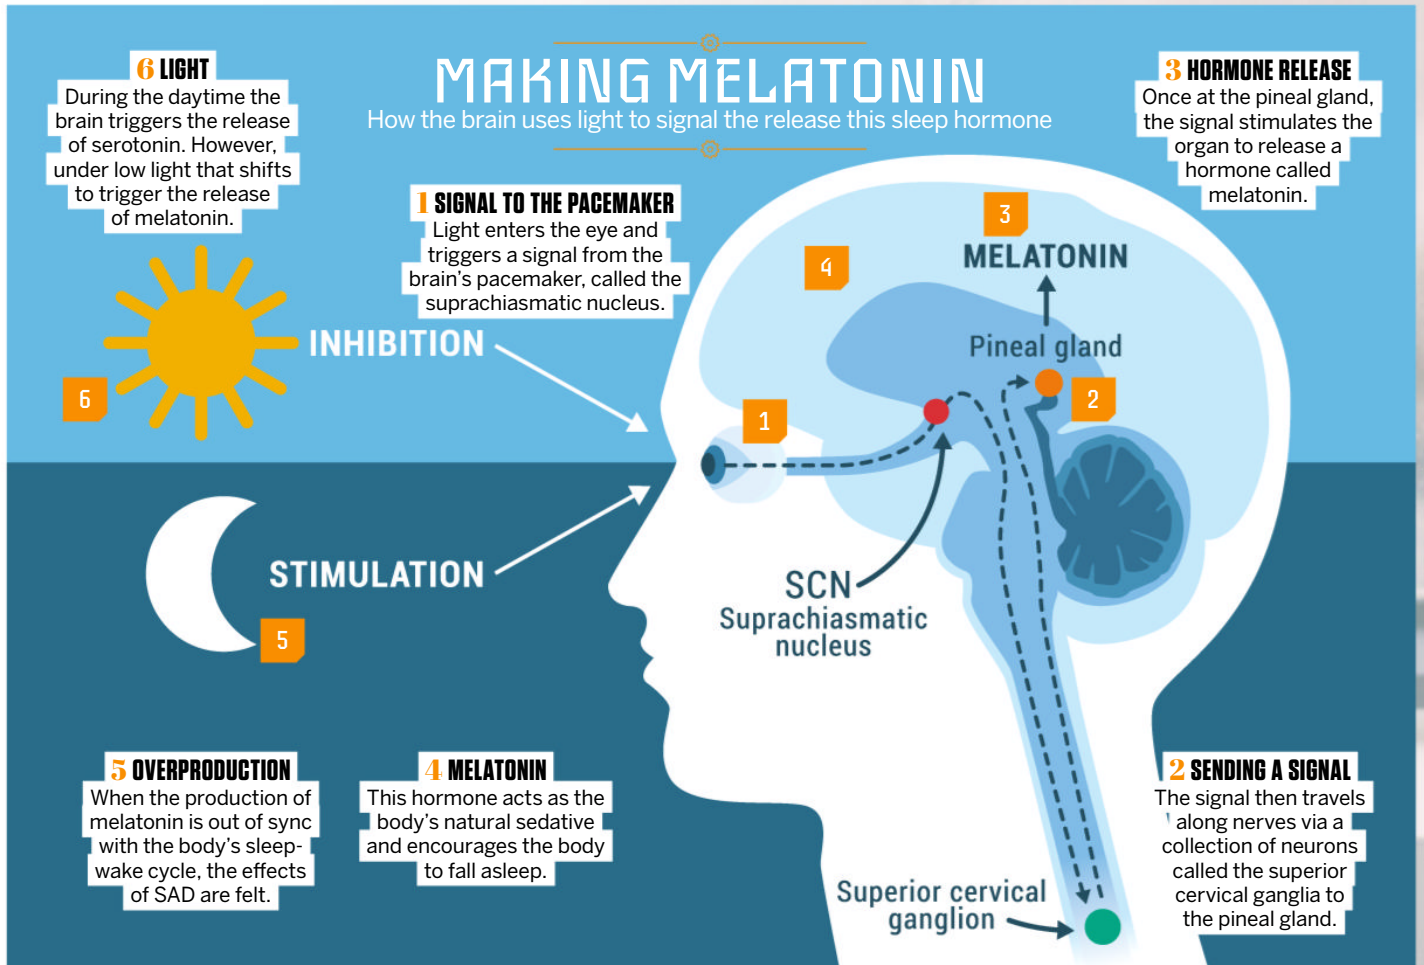 MAKING MELATONIN
How the brain uses light to signal the release this sleep hormone
6 LIGHT
During the daytime the
brain triggers the release
of serotonin. However,
under low light that shifts
to trigger the release
of melatonin.
1 SIGNAL TO THE PACEMAKER
Light enters the eye and
triggers a signal from the
brain’s pacemaker, called the
suprachiasmatic nucleus.
3 HORMONE RELEASE
Once at the pineal gland,
the signal stimulates the
organ to release a
hormone called
melatonin.
3
4
MELATONIN
Pineal gland
INHIBITION
6
1
2
STIMULATION
5
SCN
Suprachiasmatic
nucleus
5 OVERPRODUCTION
When the production of
melatonin is out of sync
with the body’s sleep-
wake cycle, the effects
of SAD are felt.
4 MELATONIN
This hormone acts as the
body’s natural sedative
and encourages the body
to fall asleep.
2 SENDING A SIGNAL
The signal then travels
along nerves via a
collection of neurons
called the superior
cervical ganglia to
the pineal gland.
Superior cervical
ganglion